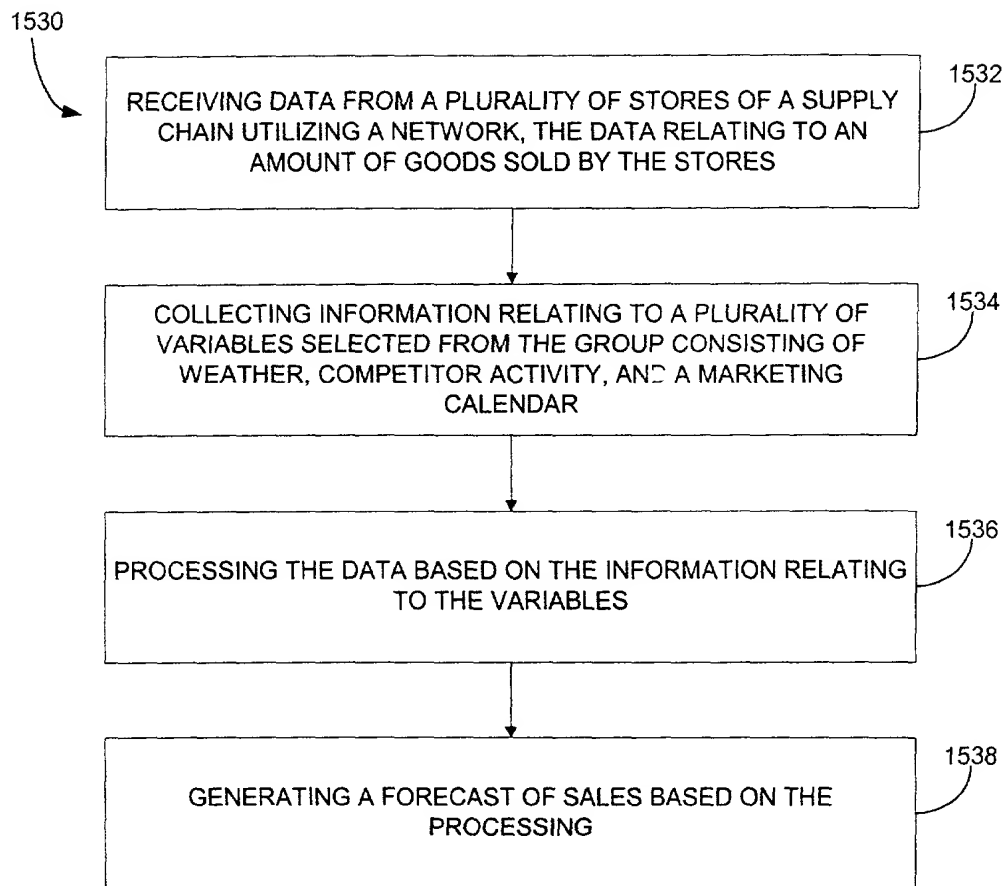 1530
1532
RECEIVING DATA FROM A PLURALITY OF STORES OF A SUPPLY
CHAIN UTILIZING A NETWORK, THE DATA RELATING TO AN
AMOUNT OF GOODS SOLD BY THE STORES
1534
COLLECTING INFORMATION RELATING TO A PLURALITY OF
VARIABLES SELECTED FROM THE GROUP CONSISTING OF
WEATHER, COMPETITOR ACTIVITY, AND A MARKETING
CALENDAR
1536
PROCESSING THE DATA BASED ON THE INFORMATION RELATING
TO THE VARIABLES
1538
GENERATING A FORECAST OF SALES BASED ON THE
PROCESSING